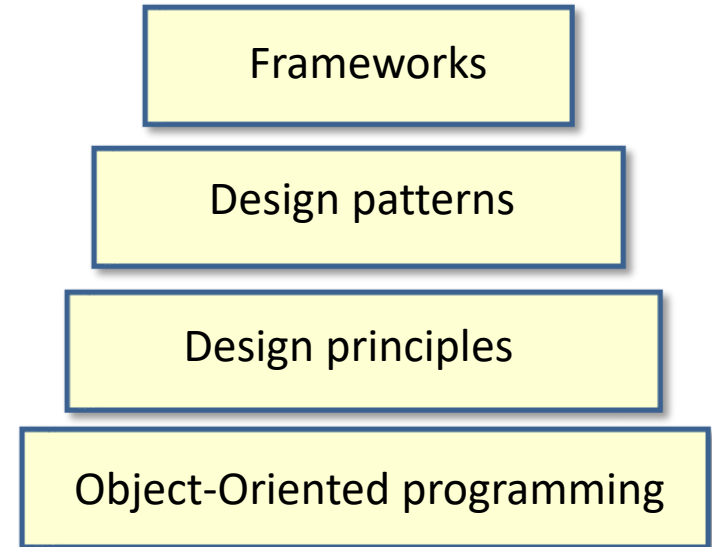 Frameworks
Design patterns
Design principles
Object-Oriented programming